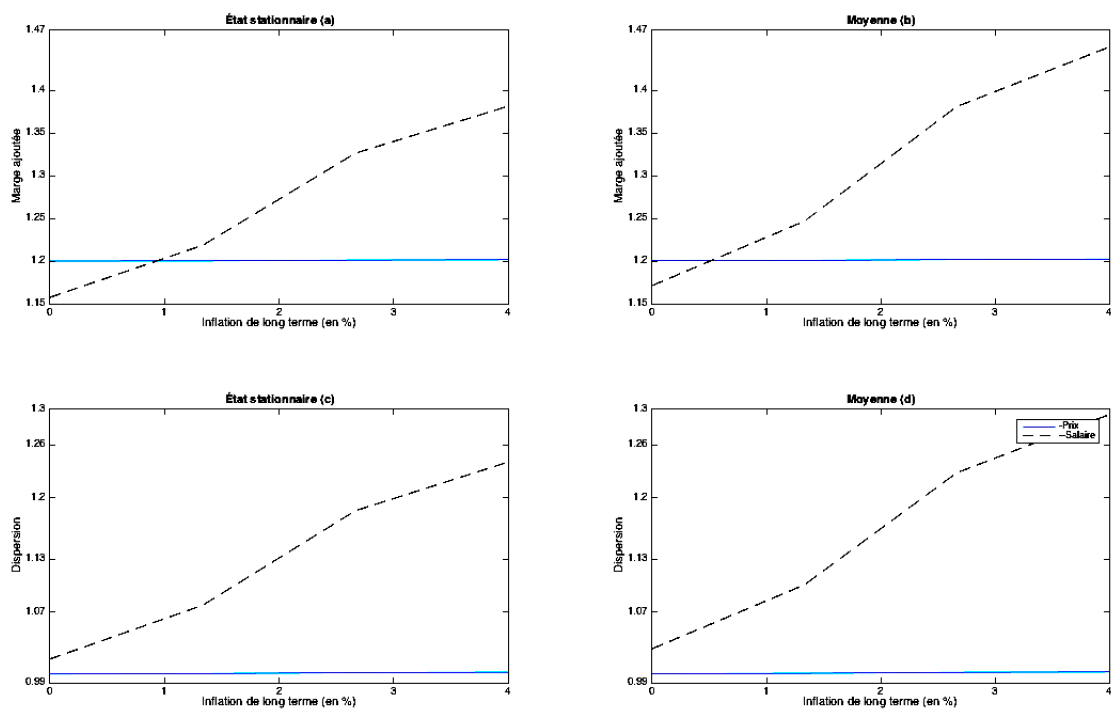 État stationnaire (a)
1.47
1.4
1.35
1.3
1.25
1.2
1.15
Marge ajoutée
0 1 2 3 4
Inflation de long terme (en %)
Moyenne (b)
1.47
1.4
1.35
1.3
1.25
1.2
1.15
Marge ajoutée
0 1 2 3 4
Inflation de long terme (en %)
État stationnaire (c)
1.3
1.26
1.2
1.13
1.07
0.99
Dispersion
0 1 2 3 4
Inflation de long terme (en %)
Moyenne (d)
1.3
1.26
1.2
1.13
1.07
0.99
Dispersion
-Prix
--Salaire
0 1 2 3 4
Inflation de long terme (en %)